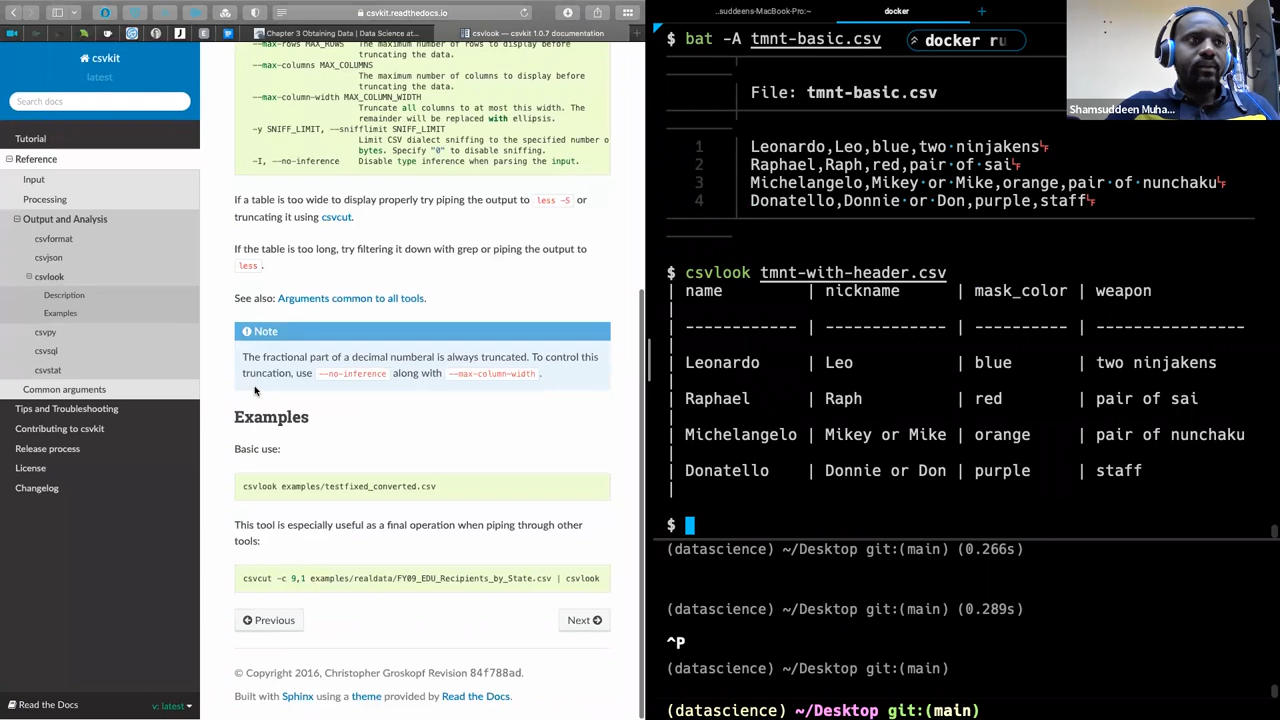 csvkit.readthedocs.io
Chapter 3 Obtaining Data | Data Science at...
csvlook — csvkit 1.0.7 documentation
csvkit
latest
Search docs
Tutorial
Reference
Input
Processing
Output and Analysis
csvformat
csvjson
csvlook
Description
Examples
csvpy
csvsql
csvstat
Common arguments
Tips and Troubleshooting
Contributing to csvkit
Release process
License
Changelog
Read the Docs
v: latest
--max-rows MAX_ROWS The maximum number of rows to display before
truncating the data.
--max-columns MAX_COLUMNS
The maximum number of columns to display before
truncating the data.
--max-column-width MAX_COLUMN_WIDTH
Truncate all columns to at most this width. The
remainder will be replaced with ellipsis.
-y SNIFF_LIMIT, --snifflimit SNIFF_LIMIT
Limit CSV dialect sniffing to the specified number o
bytes. Specify "0" to disable sniffing.
-I, --no-inference Disable type inference when parsing the input.
If a table is too wide to display properly try piping the output to less -S or
truncating it using csvcut.
If the table is too long, try filtering it down with grep or piping the output to
less.
See also: Arguments common to all tools.
Note
The fractional part of a decimal numberal is always truncated. To control this
truncation, use --no-inference along with --max-column-width.
Examples
Basic use:
csvlook examples/testfixed_converted.csv
This tool is especially useful as a final operation when piping through other
tools:
csvcut -c 9,1 examples/realdata/FY09_EDU_Recipients_by_State.csv | csvlook
Previous
Next
© Copyright 2016, Christopher Groskopf Revision 84f788ad.
Built with Sphinx using a theme provided by Read the Docs.
..suddeens-MacBook-Pro:~
docker
$ bat -A tmnt-basic.csv
docker ru
File: tmnt-basic.csv
1 Leonardo,Leo,blue,two·ninjakens␊
2 Raphael,Raph,red,pair·of·sai␊
3 Michelangelo,Mikey·or·Mike,orange,pair·of·nunchaku␊
4 Donatello,Donnie·or·Don,purple,staff␊
$ csvlook tmnt-with-header.csv
| name | nickname | mask_color | weapon
|
| ------------ | ------------- | ---------- | ----------------
|
| Leonardo | Leo | blue | two ninjakens
|
| Raphael | Raph | red | pair of sai
|
| Michelangelo | Mikey or Mike | orange | pair of nunchaku
|
| Donatello | Donnie or Don | purple | staff
|
$
(datascience) ~/Desktop git:(main) (0.266s)
(datascience) ~/Desktop git:(main) (0.289s)
^P
(datascience) ~/Desktop git:(main)
(datascience) ~/Desktop git:(main)
Shamsuddeen Muha...